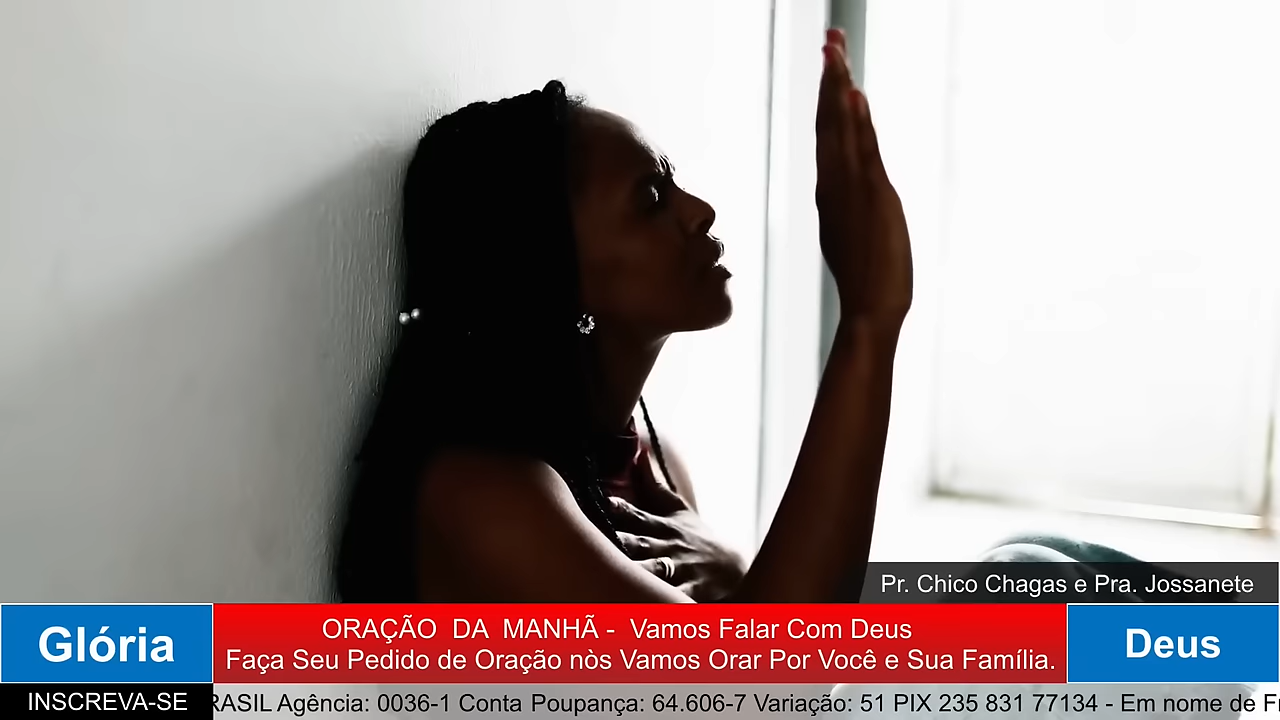 Pr. Chico Chagas e Pra. Jossanete
Glória
ORAÇÃO DA MANHÃ - Vamos Falar Com Deus
Faça Seu Pedido de Oração nòs Vamos Orar Por Você e Sua Família.
Deus
INSCREVA-SE
RASIL Agência: 0036-1 Conta Poupança: 64.606-7 Variação: 51 PIX 235 831 77134 - Em nome de